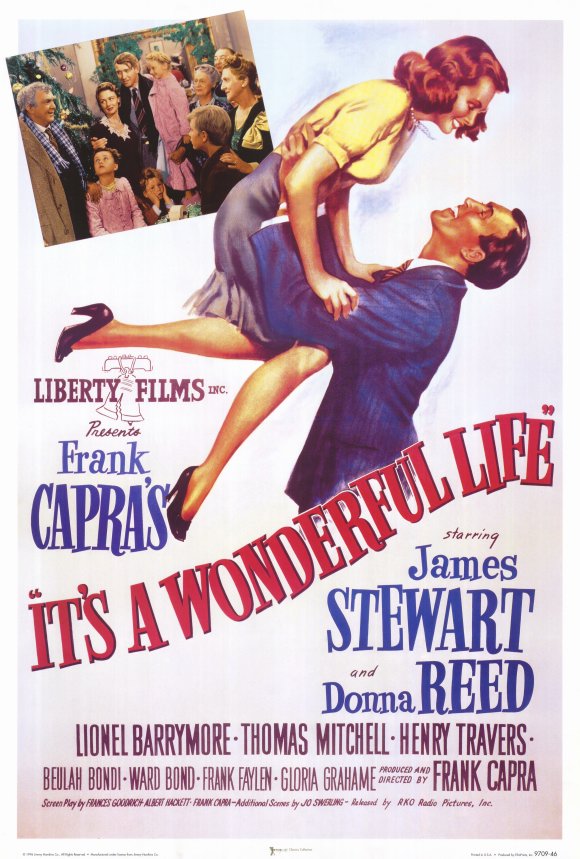 LIBERTY FILMS INC.
Presents
Frank
CAPRA'S
"IT'S A WONDERFUL LIFE"
starring
James
STEWART
and
Donna REED
LIONEL BARRYMORE · THOMAS MITCHELL · HENRY TRAVERS ·
BEULAH BONDI · WARD BOND · FRANK FAYLEN · GLORIA GRAHAME PRODUCED AND DIRECTED BY FRANK CAPRA
Screen Play by FRANCES GOODRICH · ALBERT HACKETT · FRANK CAPRA – Additional Scenes by JO SWERLING – Released by RKO Radio Pictures, Inc.
9709-46